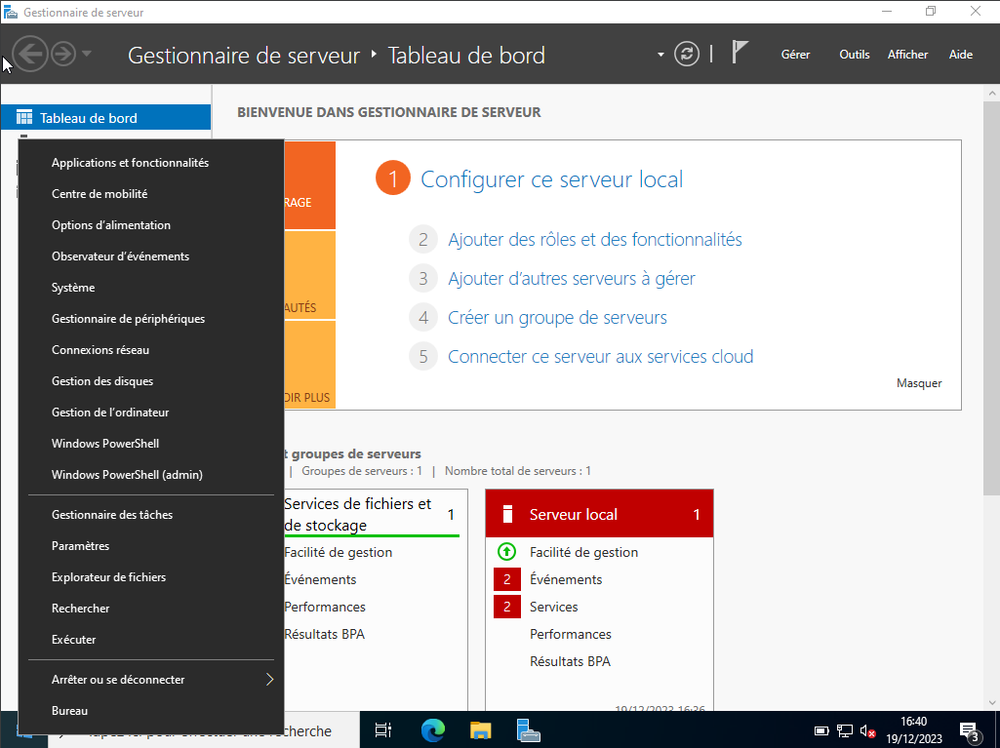 Gestionnaire de serveur
Gestionnaire de serveur ‣ Tableau de bord
Gérer
Outils
Afficher
Aide
Tableau de bord
BIENVENUE DANS GESTIONNAIRE DE SERVEUR
Applications et fonctionnalités
Centre de mobilité
Options d’alimentation
Observateur d’événements
Système
Gestionnaire de périphériques
Connexions réseau
Gestion des disques
Gestion de l’ordinateur
Windows PowerShell
Windows PowerShell (admin)
Gestionnaire des tâches
Paramètres
Explorateur de fichiers
Rechercher
Exécuter
Arrêter ou se déconnecter
Bureau
RAGE
AUTÉS
OIR PLUS
1 Configurer ce serveur local
2 Ajouter des rôles et des fonctionnalités
3 Ajouter d’autres serveurs à gérer
4 Créer un groupe de serveurs
5 Connecter ce serveur aux services cloud
Masquer
t groupes de serveurs
| Groupes de serveurs : 1 | Nombre total de serveurs : 1
Services de fichiers et
de stockage
1
Facilité de gestion
Événements
Performances
Résultats BPA
Serveur local 1
Facilité de gestion
2 Événements
2 Services
Performances
Résultats BPA
19/12/2023 16:36
pour effectuer une recherche
16:40
19/12/2023
3